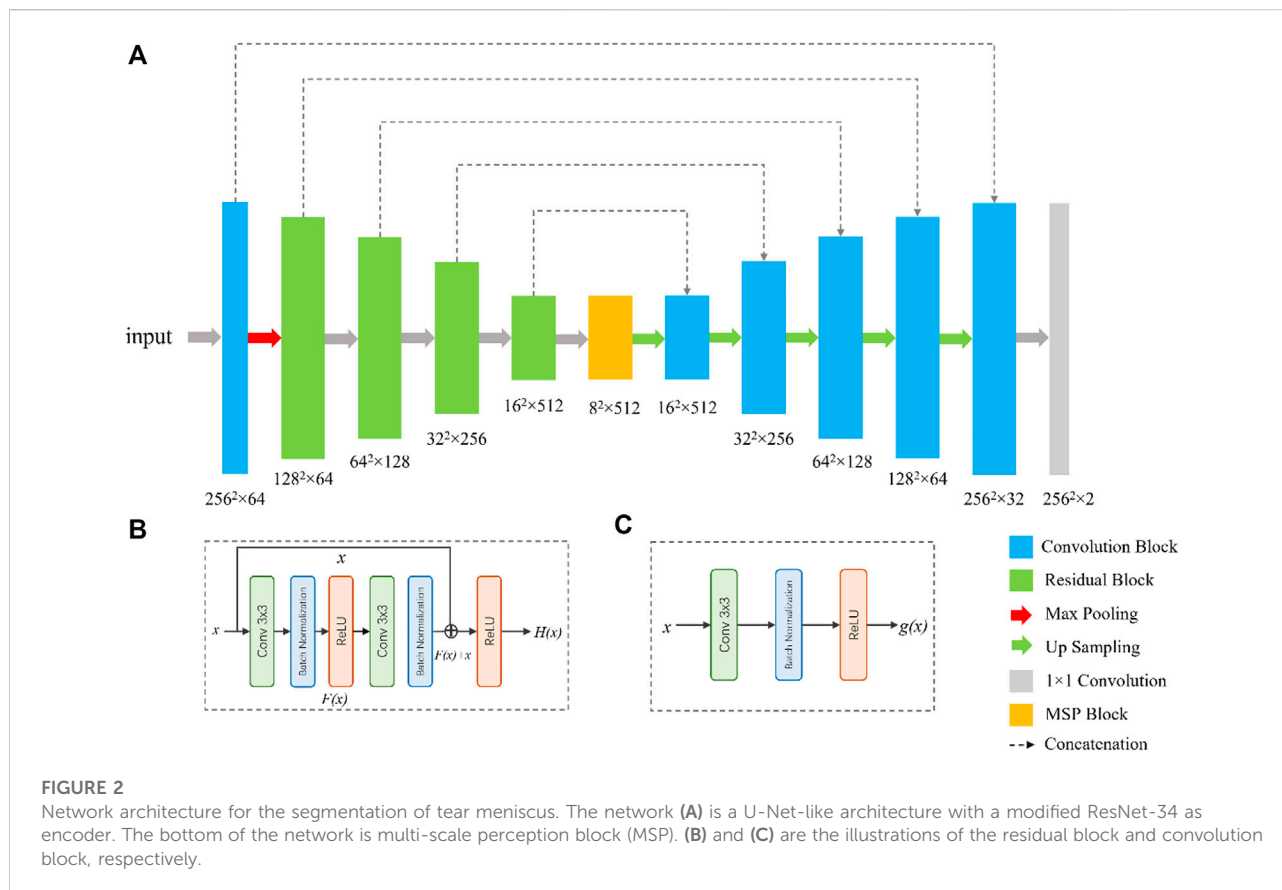 A
input
256²×64
128²×64
64²×128
32²×256
16²×512
8²×512
16²×512
32²×256
64²×128
128²×64
256²×32
256²×2
B
x
x
Conv 3x3
Batch Normalization
ReLU
Conv 3x3
Batch Normalization
F(x)+x
ReLU
H(x)
F(x)
C
x
Conv 3x3
Batch Normalization
ReLU
g(x)
Convolution Block
Residual Block
Max Pooling
Up Sampling
1×1 Convolution
MSP Block
Concatenation
FIGURE 2
Network architecture for the segmentation of tear meniscus. The network (A) is a U-Net-like architecture with a modified ResNet-34 as
encoder. The bottom of the network is multi-scale perception block (MSP). (B) and (C) are the illustrations of the residual block and convolution
block, respectively.